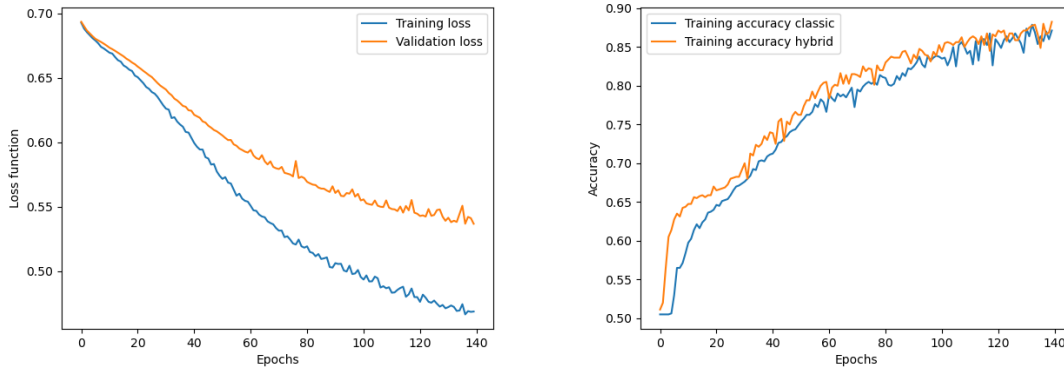 0.70
0.65
0.60
0.55
0.50
Loss function
0 20 40 60 80 100 120 140
Epochs
Training loss
Validation loss
0.90
0.85
0.80
0.75
0.70
0.65
0.60
0.55
0.50
Accuracy
0 20 40 60 80 100 120 140
Epochs
Training accuracy classic
Training accuracy hybrid